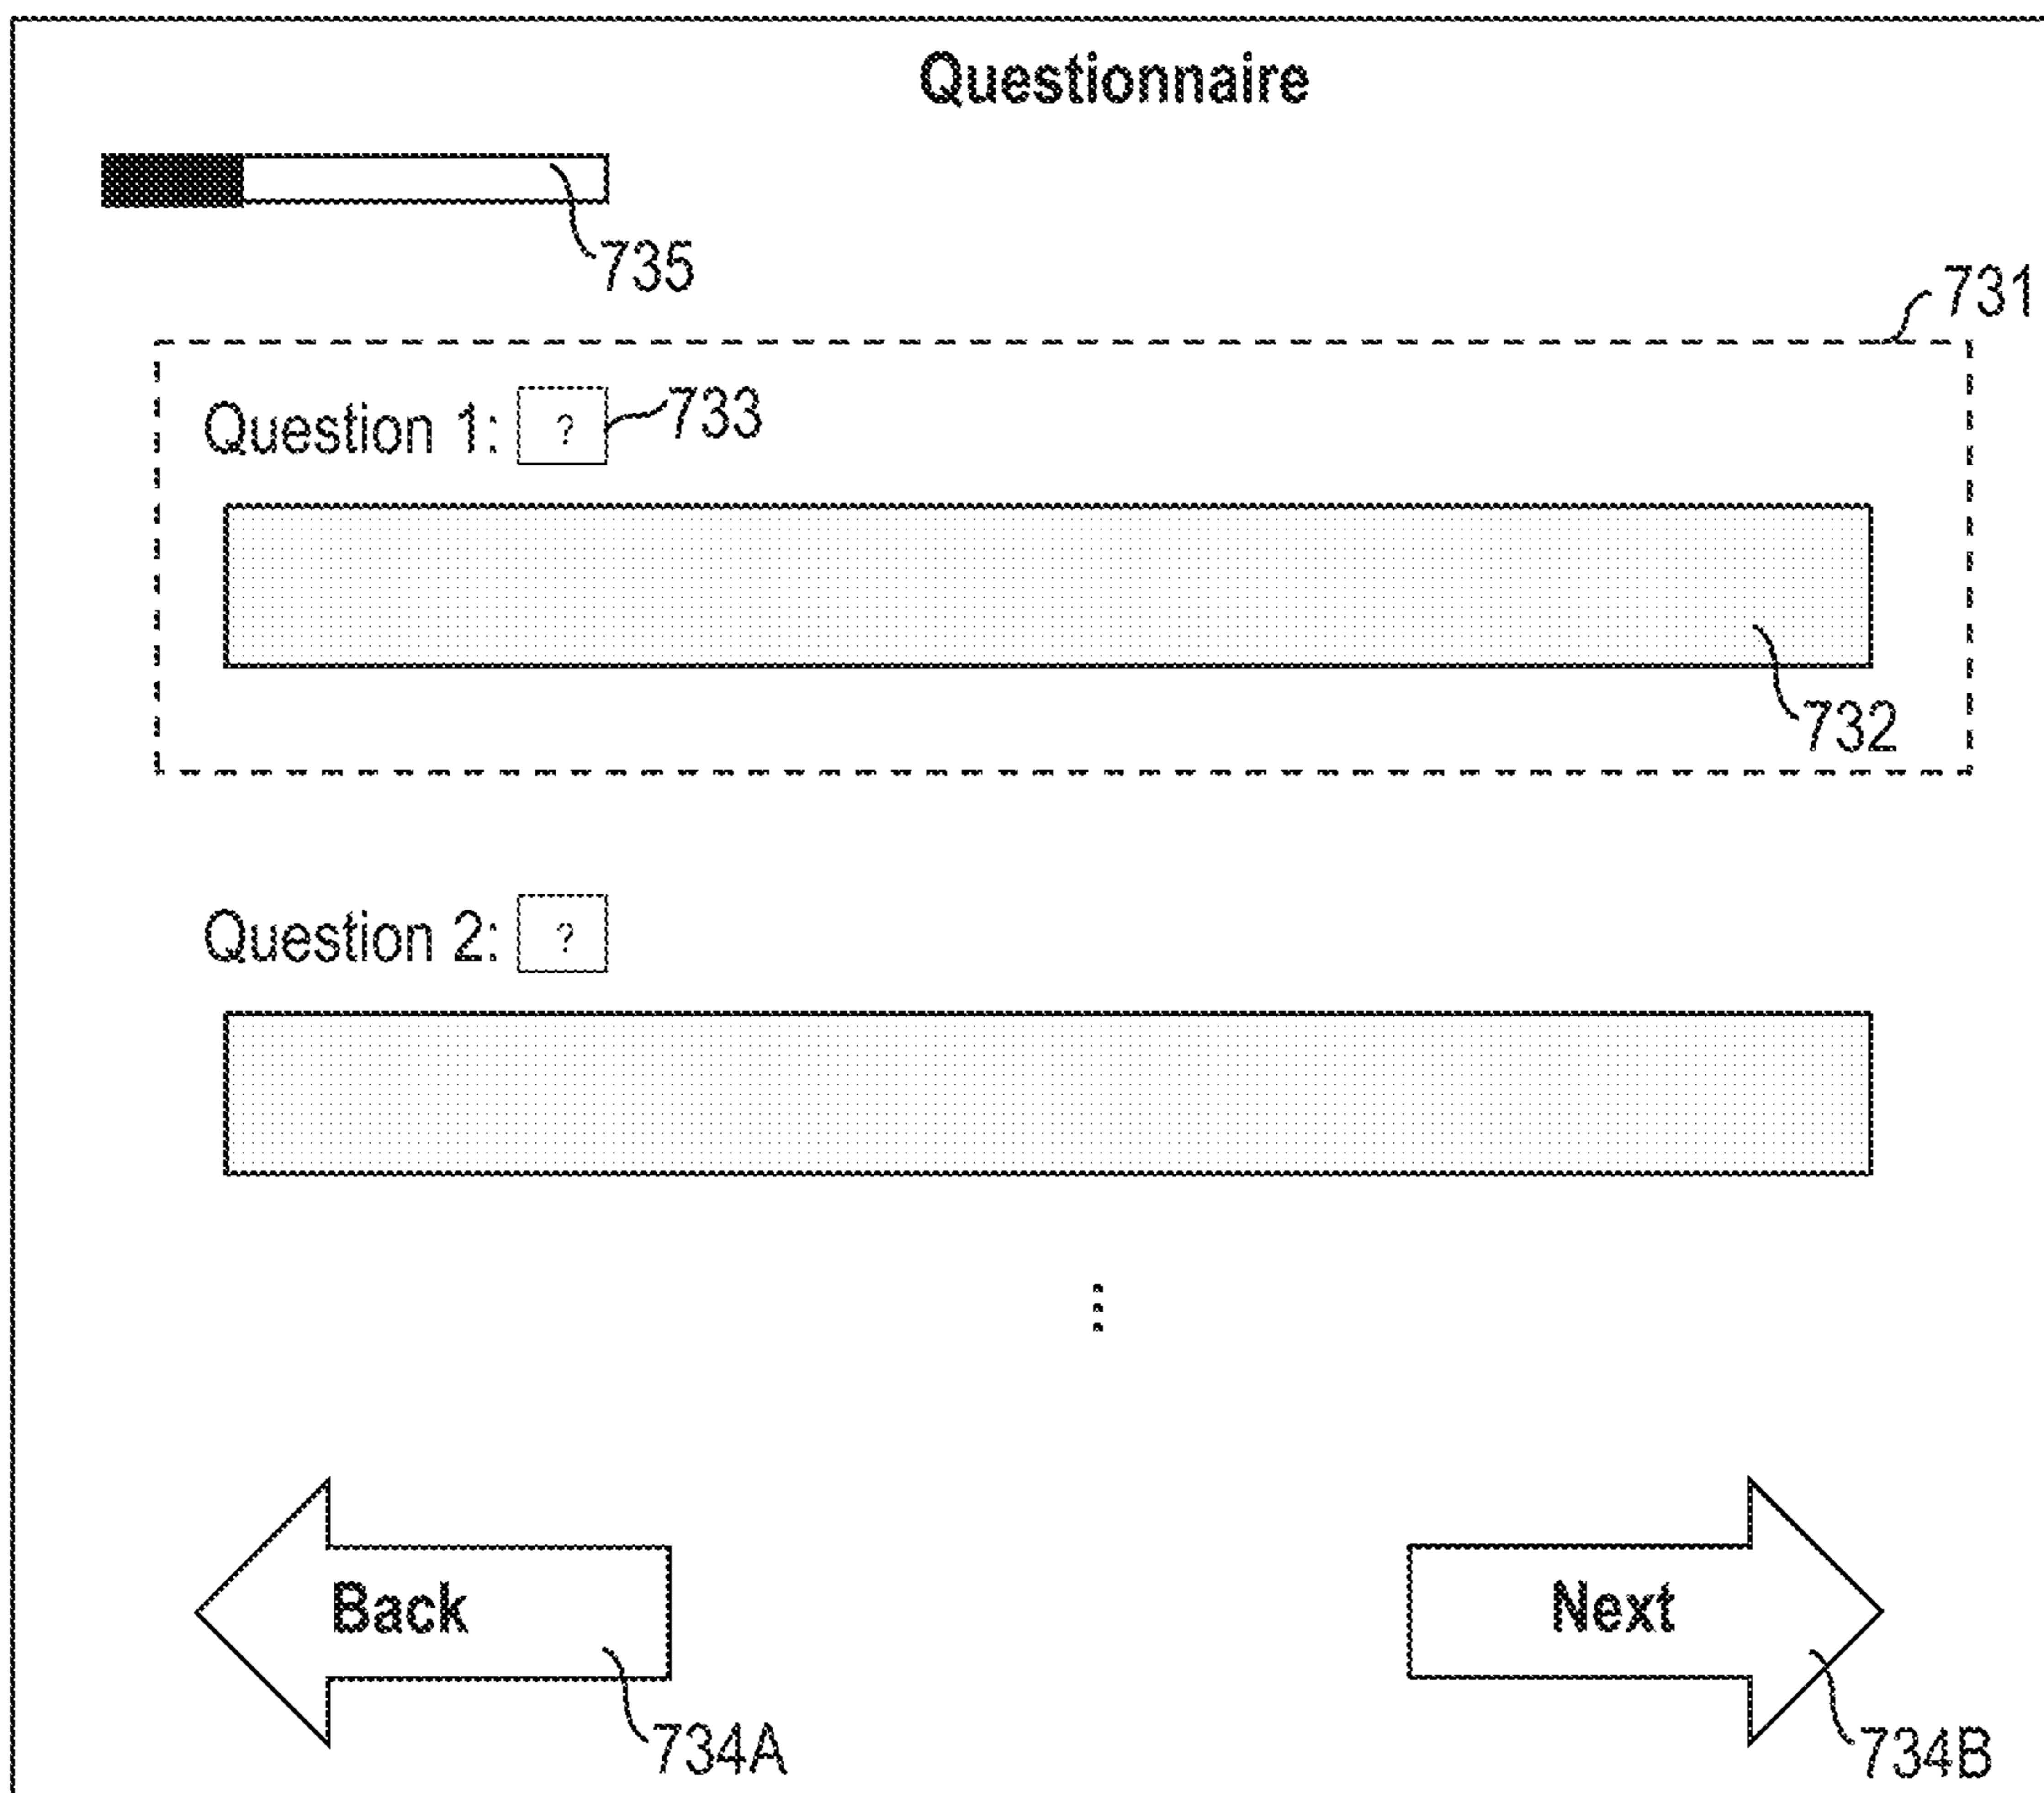 Questionnaire
735
731
Question 1: ? 733
732
Question 2: ?
Back
Next
734A
734B